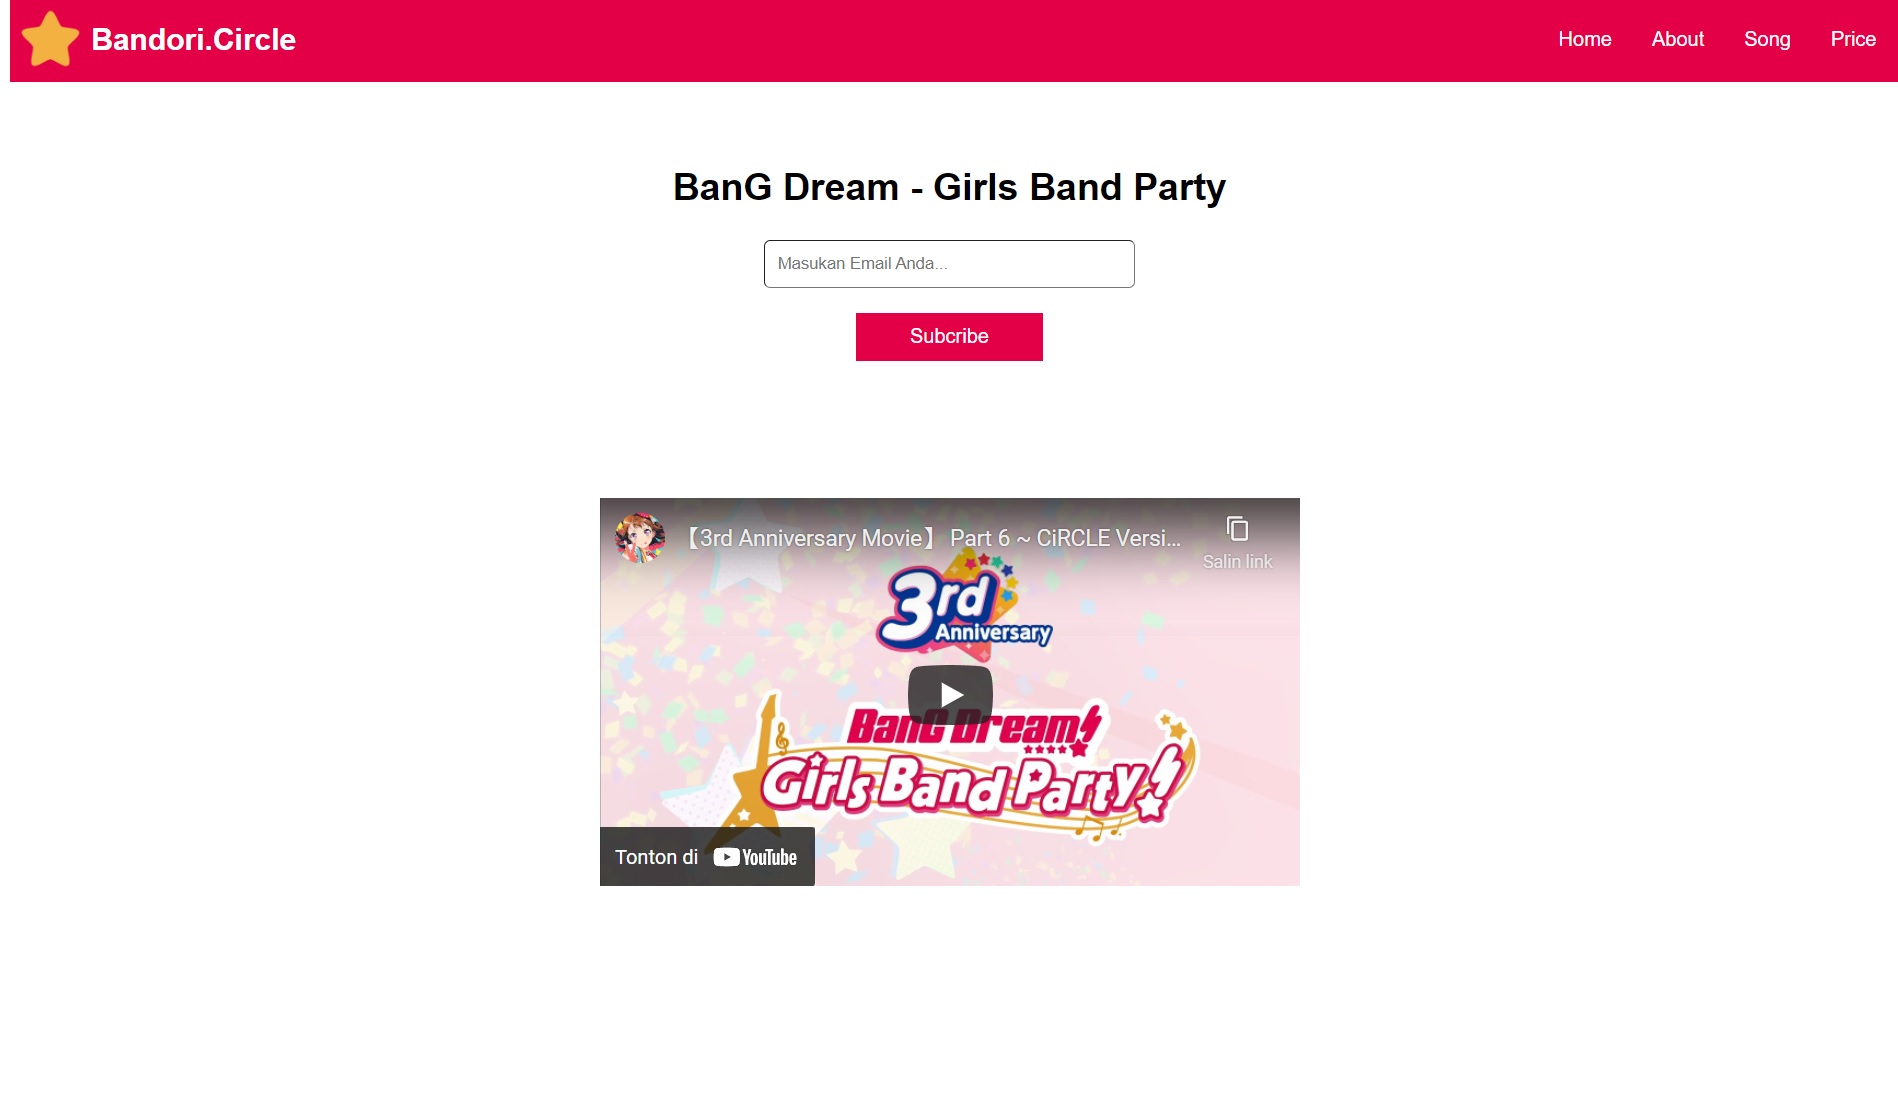 Bandori.Circle
Home About Song Price
BanG Dream - Girls Band Party
Masukan Email Anda...
Subcribe
【3rd Anniversary Movie】 Part 6 ~ CiRCLE Versi...
Salin link
3rd
Anniversary
BanG Dream!
Girls Band Party!
Tonton di YouTube